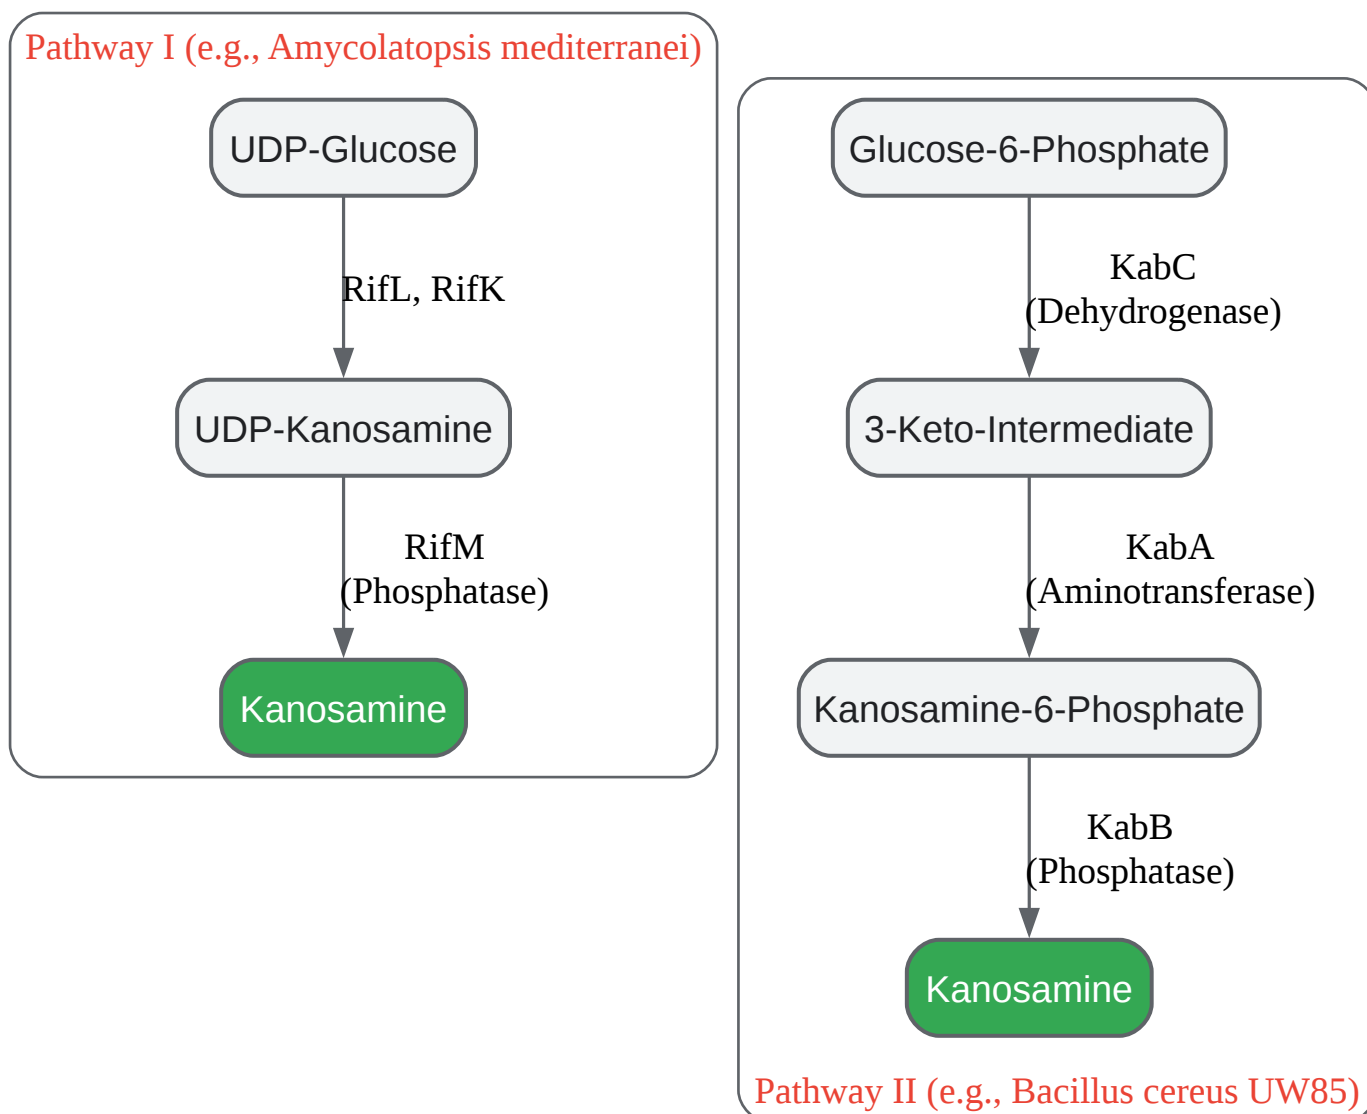 Pathway I (e.g., Amycolatopsis mediterranei)
UDP-Glucose
RifL, RifK
UDP-Kanosamine
RifM
(Phosphatase)
Kanosamine
Glucose-6-Phosphate
KabC
(Dehydrogenase)
3-Keto-Intermediate
KabA
(Aminotransferase)
Kanosamine-6-Phosphate
KabB
(Phosphatase)
Kanosamine
Pathway II (e.g., Bacillus cereus UW85)